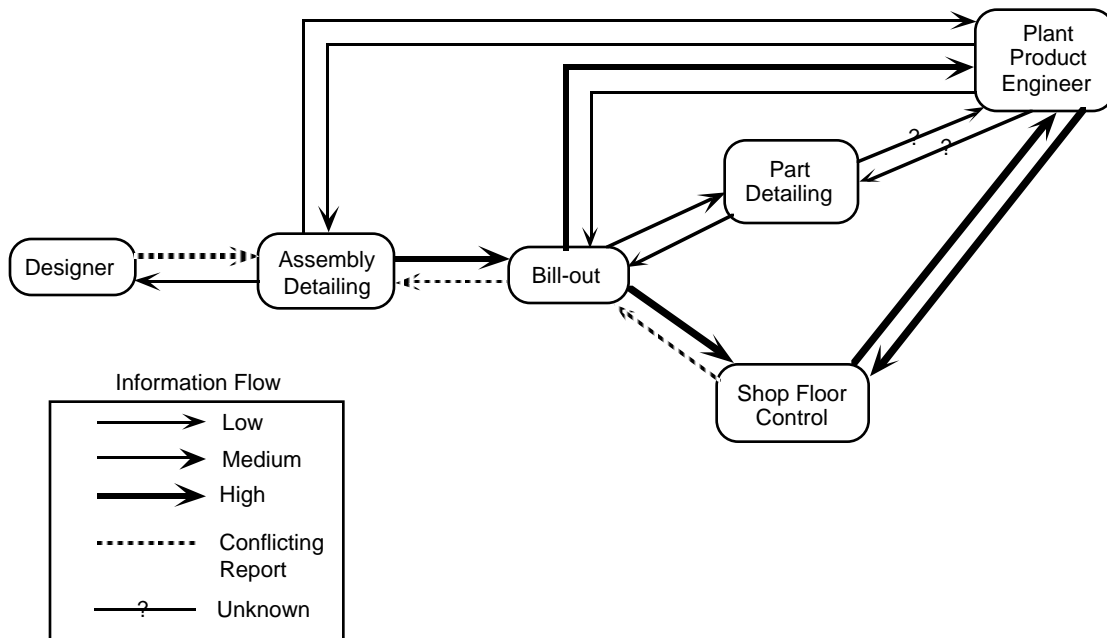 Plant
Product
Engineer
?
?
Part
Detailing
Designer
Assembly
Detailing
Bill-out
Shop Floor
Control
Information Flow
Low
Medium
High
Conflicting
Report
? Unknown